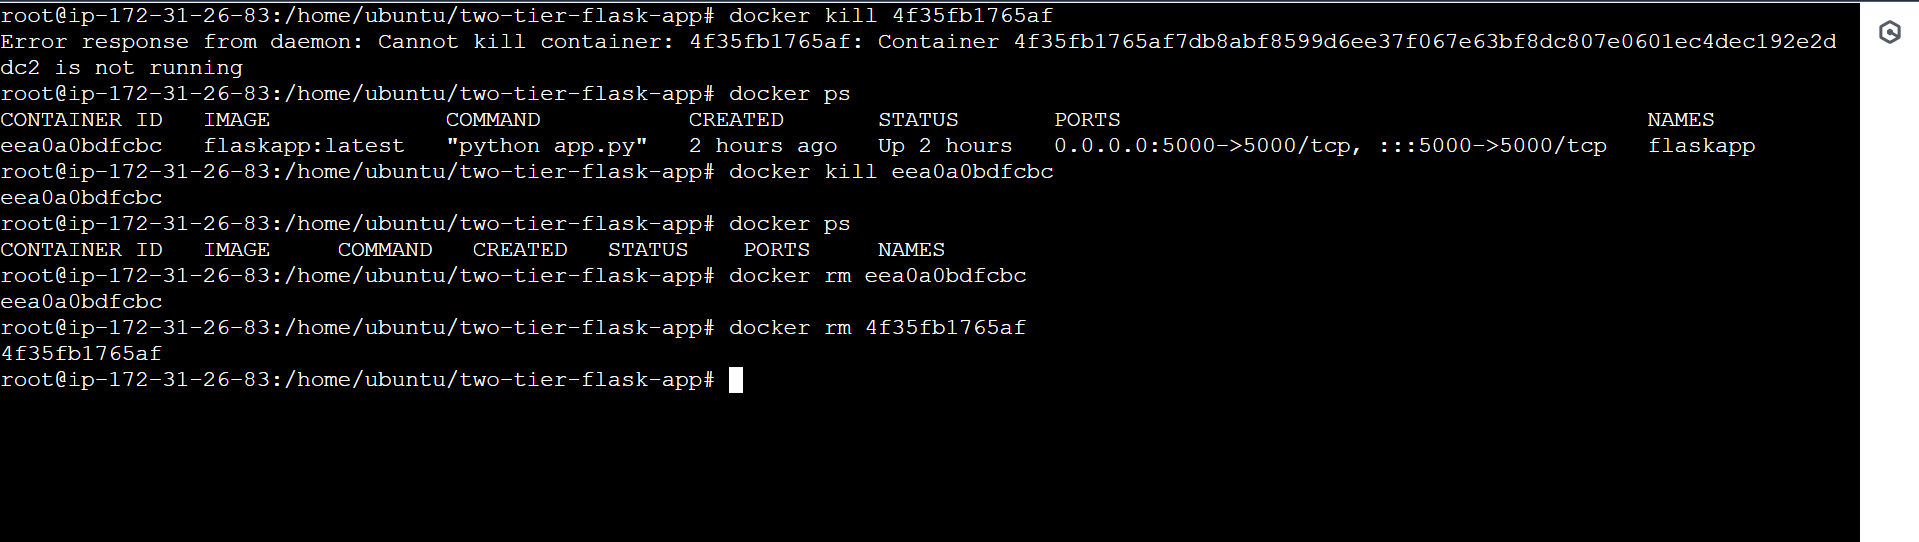 root@ip-172-31-26-83:/home/ubuntu/two-tier-flask-app# docker kill 4f35fb1765af
Error response from daemon: Cannot kill container: 4f35fb1765af: Container 4f35fb1765af7db8abf8599d6ee37f067e63bf8dc807e0601ec4dec192e2d
dc2 is not running
root@ip-172-31-26-83:/home/ubuntu/two-tier-flask-app# docker ps
CONTAINER ID   IMAGE             COMMAND           CREATED       STATUS       PORTS                                       NAMES
eea0a0bdfcbc   flaskapp:latest   "python app.py"   2 hours ago   Up 2 hours   0.0.0.0:5000->5000/tcp, :::5000->5000/tcp   flaskapp
root@ip-172-31-26-83:/home/ubuntu/two-tier-flask-app# docker kill eea0a0bdfcbc
eea0a0bdfcbc
root@ip-172-31-26-83:/home/ubuntu/two-tier-flask-app# docker ps
CONTAINER ID   IMAGE     COMMAND   CREATED   STATUS    PORTS     NAMES
root@ip-172-31-26-83:/home/ubuntu/two-tier-flask-app# docker rm eea0a0bdfcbc
eea0a0bdfcbc
root@ip-172-31-26-83:/home/ubuntu/two-tier-flask-app# docker rm 4f35fb1765af
4f35fb1765af
root@ip-172-31-26-83:/home/ubuntu/two-tier-flask-app#